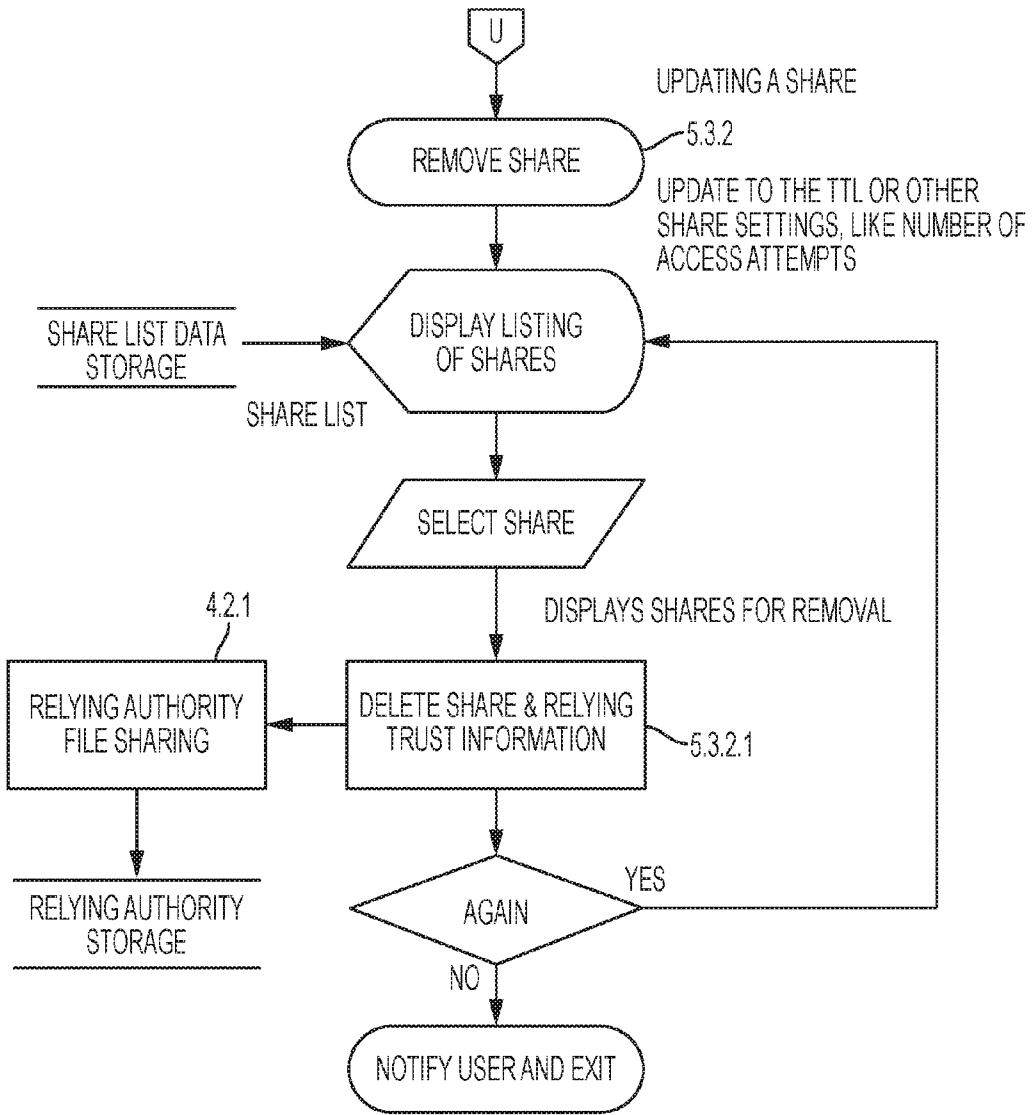 U
UPDATING A SHARE
REMOVE SHARE
5.3.2
UPDATE TO THE TTL OR OTHER
SHARE SETTINGS, LIKE NUMBER OF
ACCESS ATTEMPTS
SHARE LIST DATA
STORAGE
DISPLAY LISTING
OF SHARES
SHARE LIST
SELECT SHARE
DISPLAYS SHARES FOR REMOVAL
4.2.1
RELYING AUTHORITY
FILE SHARING
DELETE SHARE & RELYING
TRUST INFORMATION
5.3.2.1
RELYING AUTHORITY
STORAGE
AGAIN
YES
NO
NOTIFY USER AND EXIT